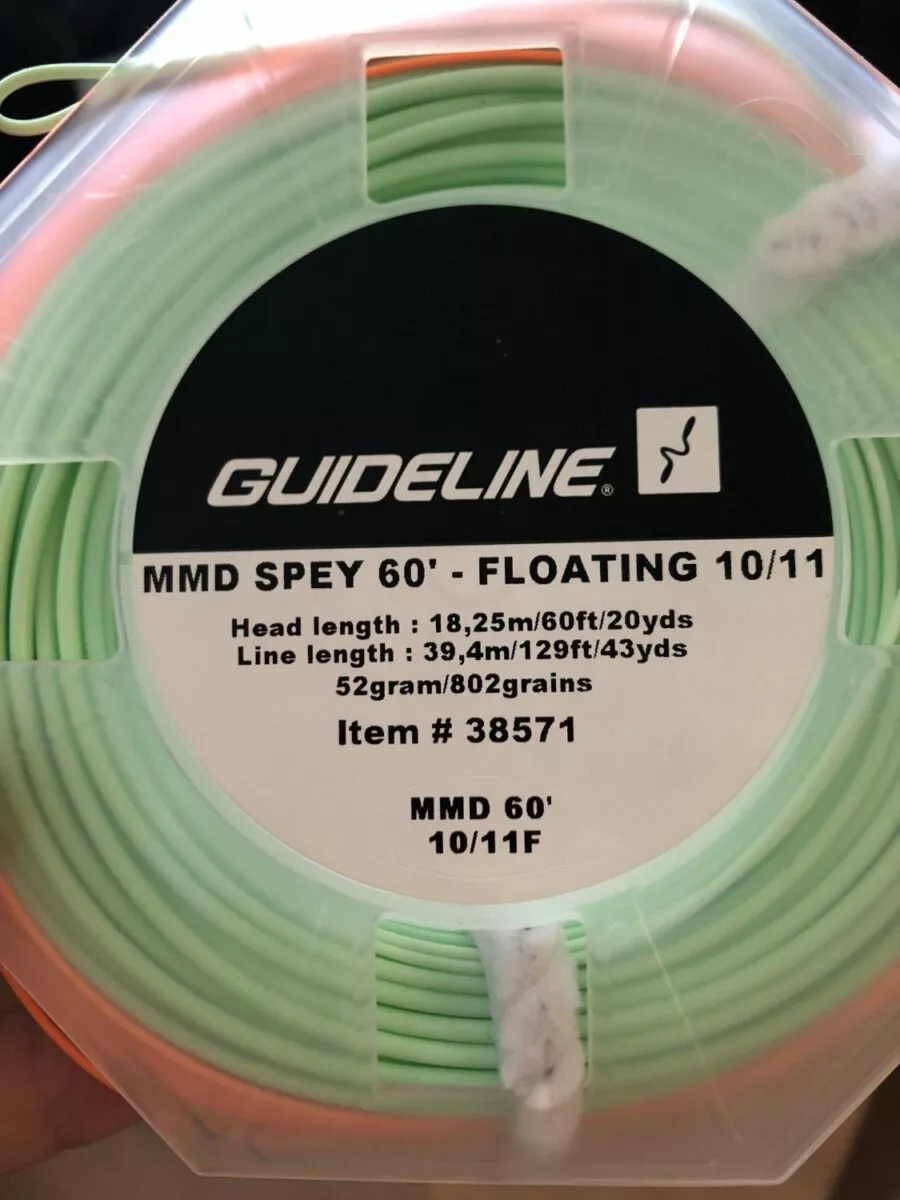 GUIDELINE®
MMD SPEY 60' - FLOATING 10/11
Head length : 18,25m/60ft/20yds
Line length : 39,4m/129ft/43yds
52gram/802grains
Item # 38571
MMD 60'
10/11F